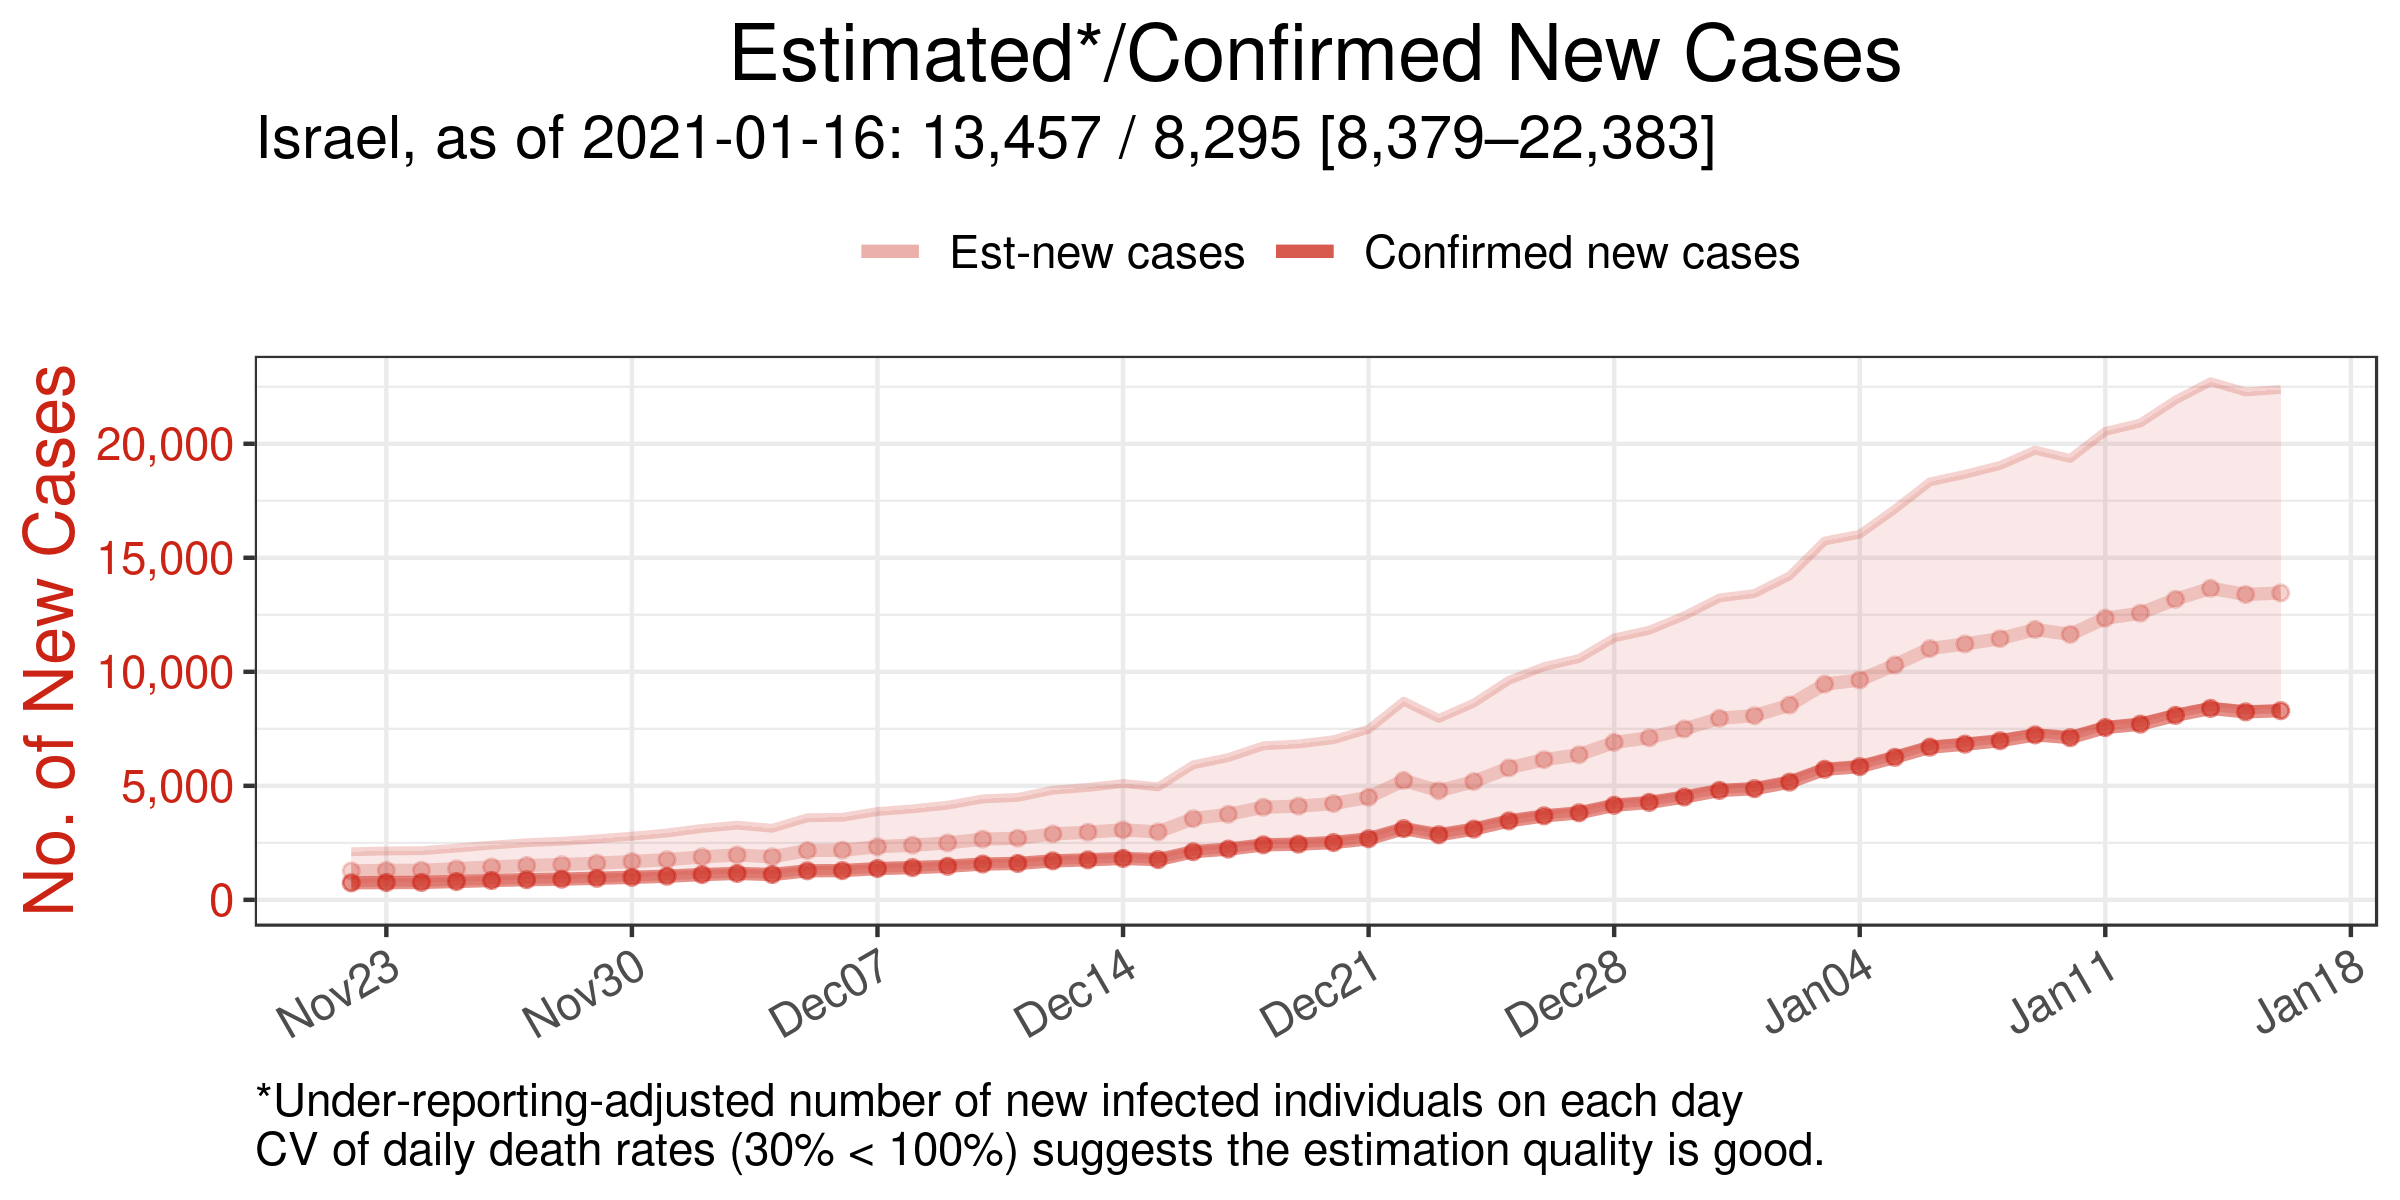 Estimated*/Confirmed New Cases
Israel, as of 2021-01-16: 13,457 / 8,295 [8,379–22,383]
Est-new cases
Confirmed new cases
No. of New Cases
20,000
15,000
10,000
5,000
0
Nov23
Nov30
Dec07
Dec14
Dec21
Dec28
Jan04
Jan11
Jan18
*Under-reporting-adjusted number of new infected individuals on each day
CV of daily death rates (30% < 100%) suggests the estimation quality is good.